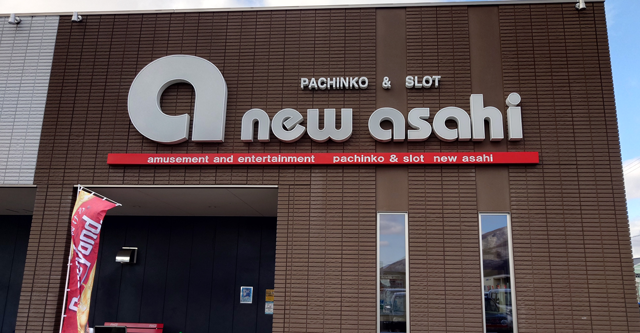 PACHINKO & SLOT
a new asahi
amusement and entertainment pachinko & slot new asahi